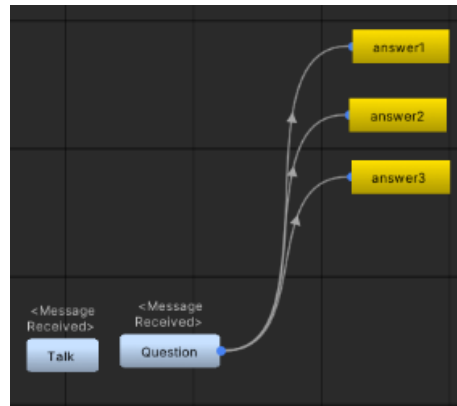 answer1
answer2
answer3
<Message
Received>
Talk
<Message
Received>
Question